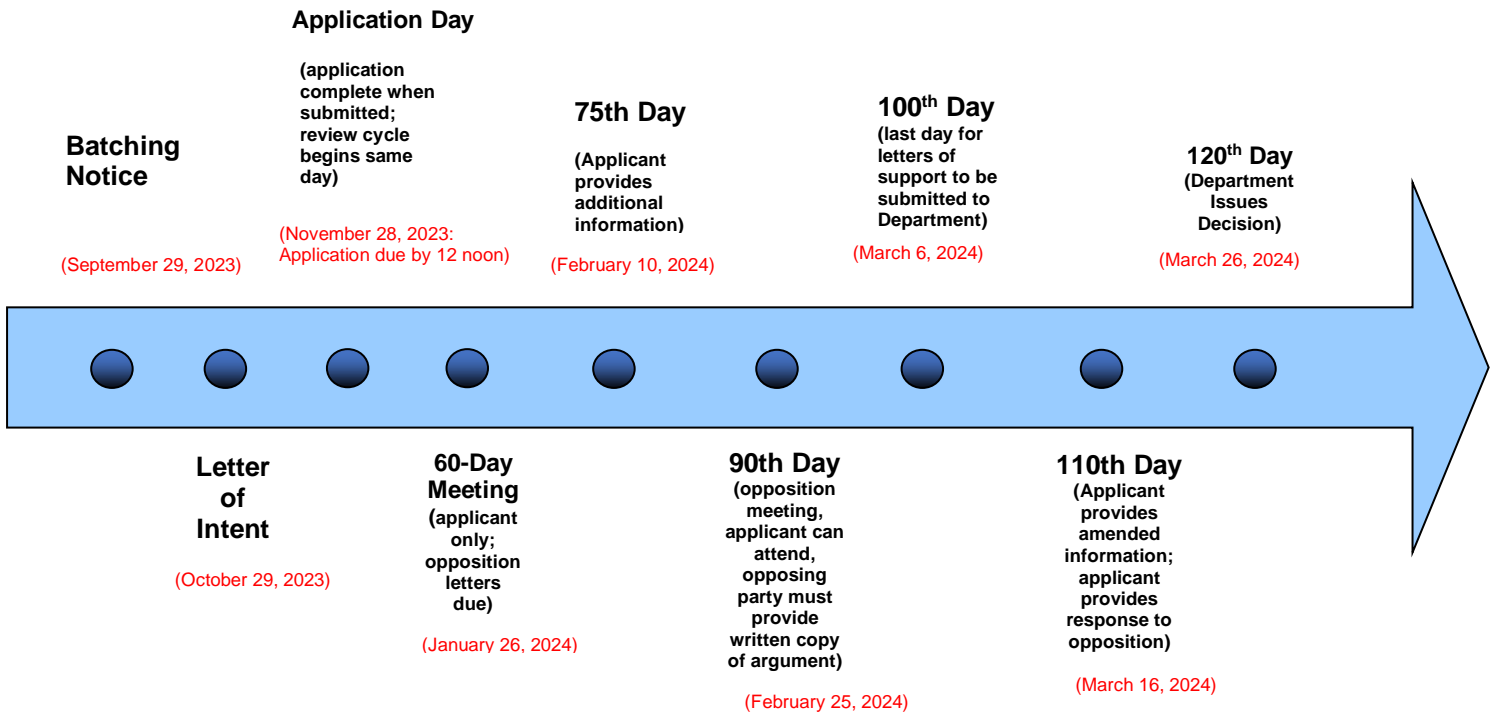 Batching
Notice
(September 29, 2023)
Letter
of
Intent
(October 29, 2023)
Application Day
(application
complete when
submitted;
review cycle
begins same
day)
(November 28, 2023:
Application due by 12 noon)
60-Day
Meeting
(applicant
only;
opposition
letters
due)
(January 26, 2024)
75th Day
(Applicant
provides
additional
information)
(February 10, 2024)
90th Day
(opposition
meeting,
applicant can
attend,
opposing
party must
provide
written copy
of argument)
(February 25, 2024)
100th Day
(last day for
letters of
support to be
submitted to
Department)
(March 6, 2024)
110th Day
(Applicant
provides
amended
information;
applicant
provides
response to
opposition)
(March 16, 2024)
120th Day
(Department
Issues
Decision)
(March 26, 2024)